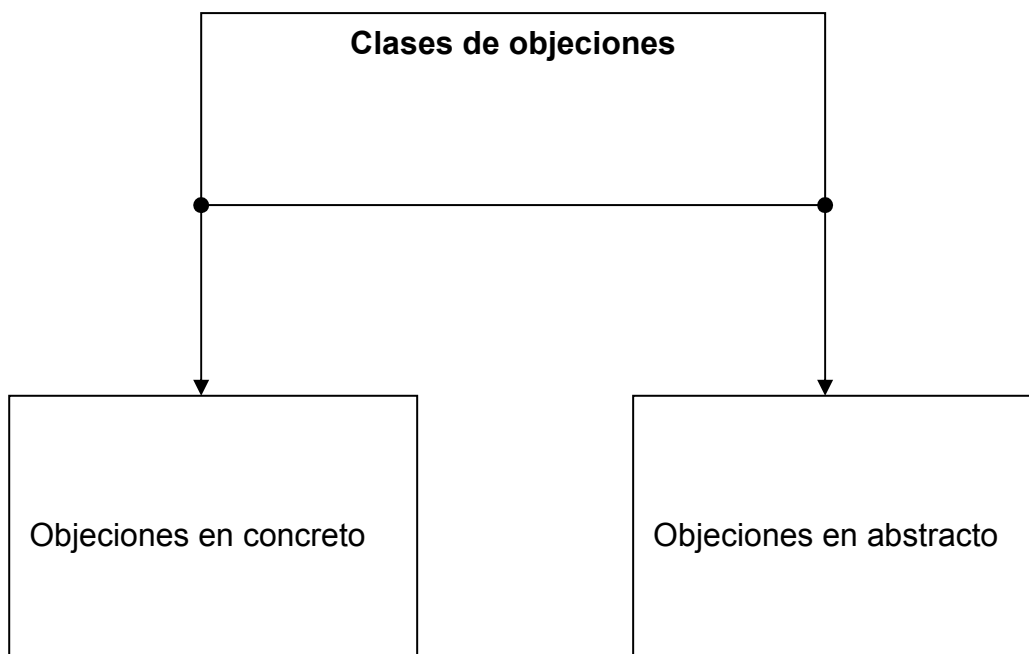 Clases de objeciones
Objeciones en concreto
Objeciones en abstracto